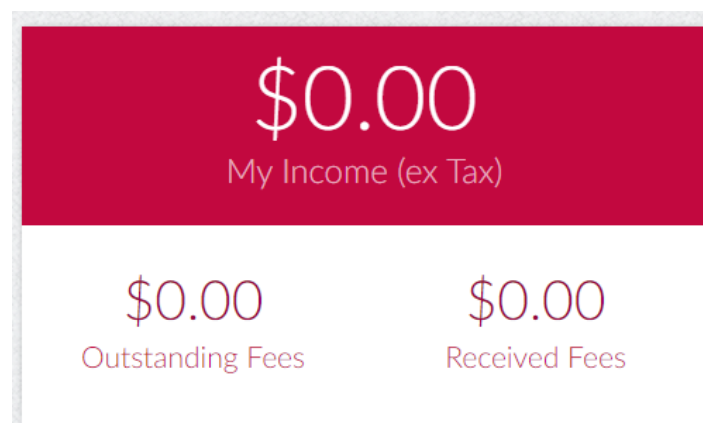 $0.00
My Income (ex Tax)
$0.00 $0.00
Outstanding Fees Received Fees